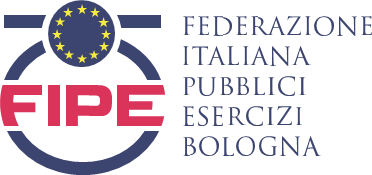 FIPE
FEDERAZIONE
ITALIANA
PUBBLICI
ESERCIZI
BOLOGNA